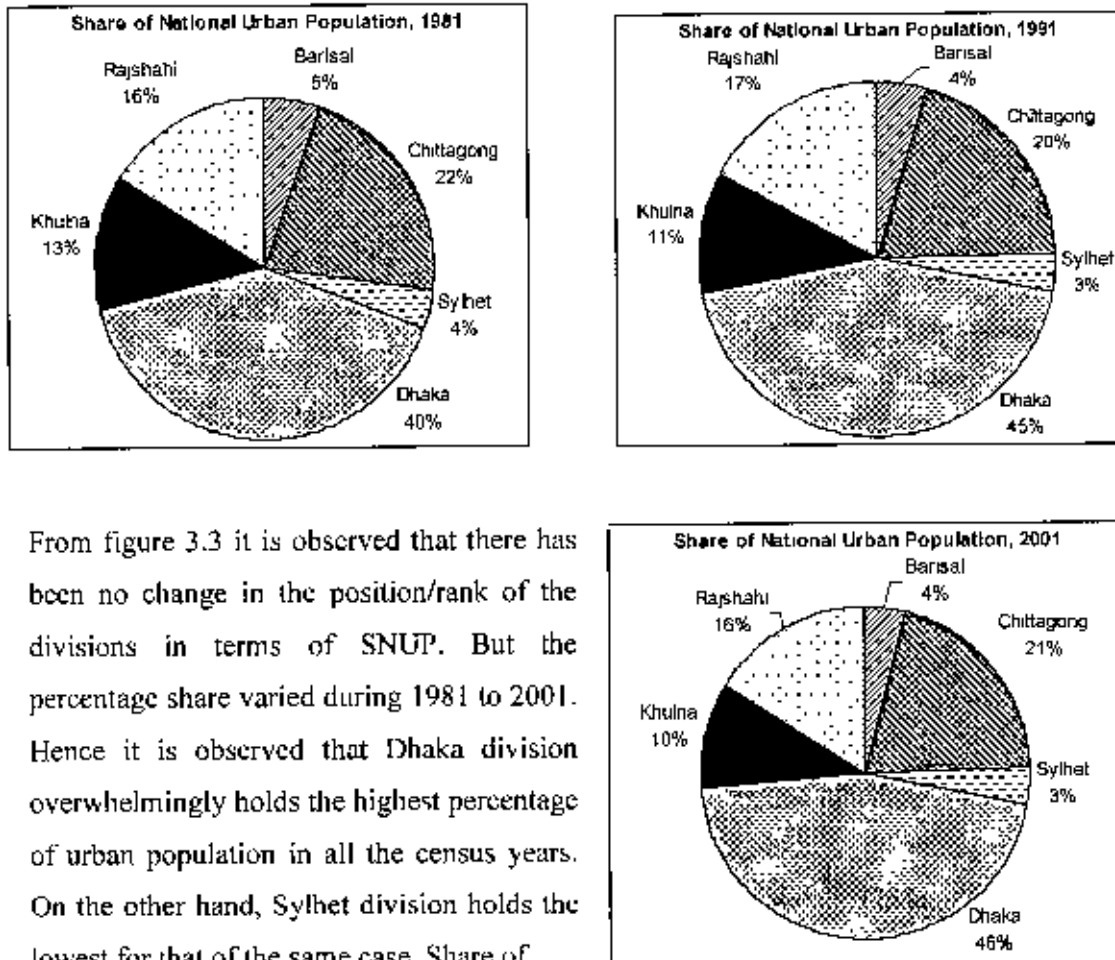 Share of National Urban Population, 1981
Barisal
5%
Rajshahi
16%
Chittagong
22%
Khulna
13%
Sylhet
4%
Dhaka
40%
Share of National Urban Population, 1991
Barisal
4%
Rajshahi
17%
Chittagong
20%
Khulna
11%
Sylhet
3%
Dhaka
45%
From figure 3.3 it is observed that there has
been no change in the position/rank of the
divisions in terms of SNUP. But the
percentage share varied during 1981 to 2001.
Hence it is observed that Dhaka division
overwhelmingly holds the highest percentage
of urban population in all the census years.
On the other hand, Sylhet division holds the
lowest for that of the same case. Share of
Share of National Urban Population, 2001
Barisal
4%
Rajshahi
16%
Chittagong
21%
Khulna
10%
Sylhet
3%
Dhaka
46%